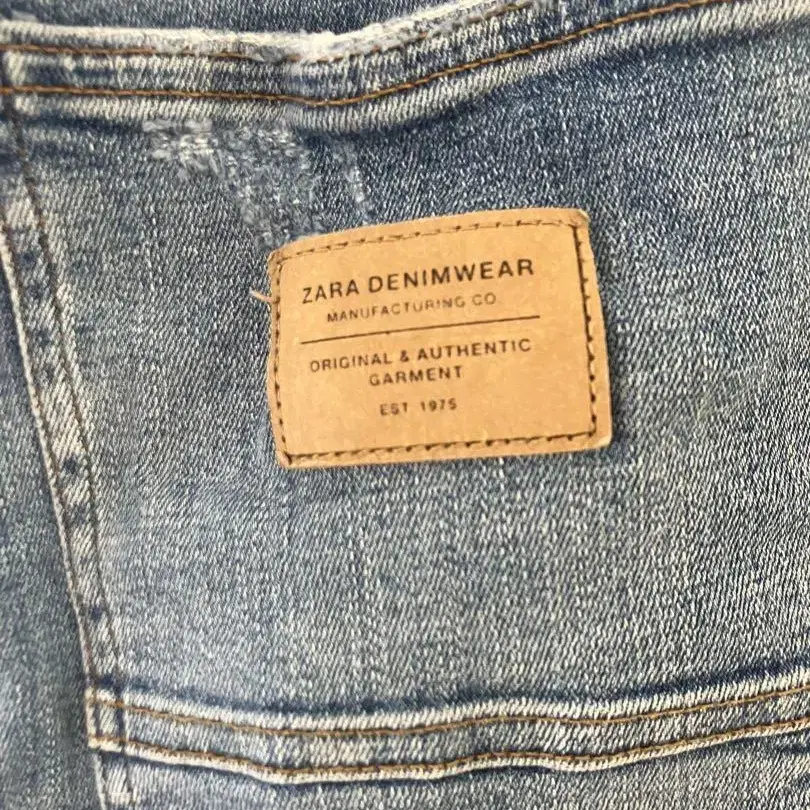 ZARA DENIMWEAR
MANUFACTURING CO.
ORIGINAL & AUTHENTIC
GARMENT
EST 1975